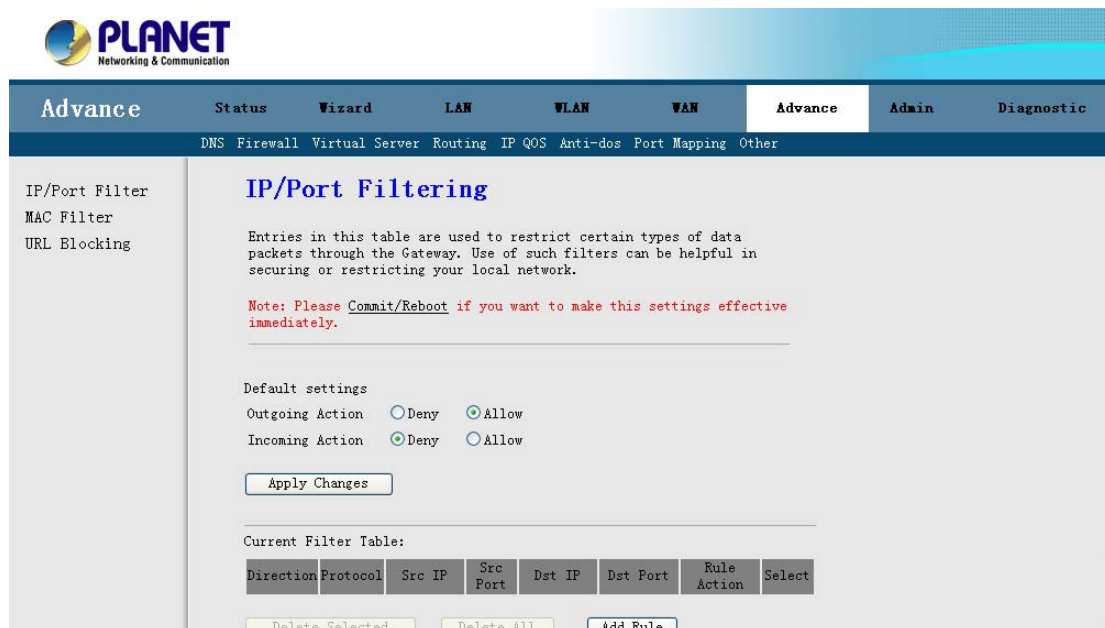 PLANET
Networking & Communication
Advance
Status Wizard LAN WLAN WAN Advance Admin Diagnostic
DNS Firewall Virtual Server Routing IP QOS Anti-dos Port Mapping Other
IP/Port Filter
MAC Filter
URL Blocking
IP/Port Filtering
Entries in this table are used to restrict certain types of data
packets through the Gateway. Use of such filters can be helpful in
securing or restricting your local network.
Note: Please Commit/Reboot if you want to make this settings effective
immediately.
Default settings
Outgoing Action Deny Allow
Incoming Action Deny Allow
Apply Changes
Current Filter Table:
Direction Protocol Src IP Src Port Dst IP Dst Port Rule Action Select
Delete Selected Delete All Add Rule